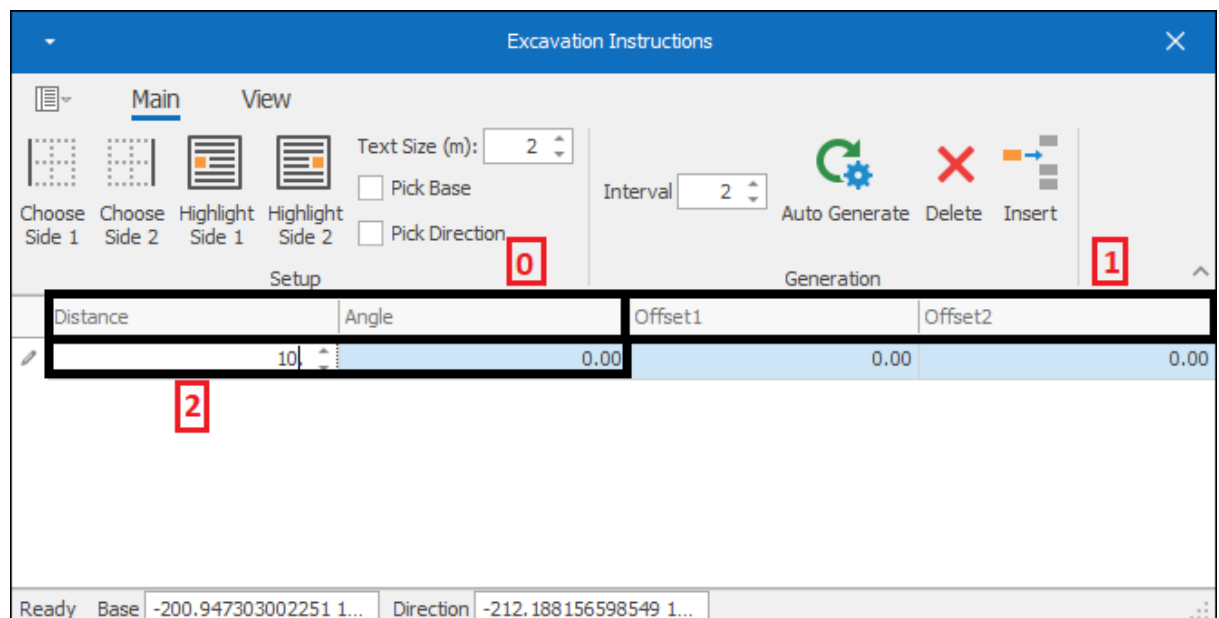 Excavation Instructions
Main View
Text Size (m): 2
Pick Base
Interval 2
Choose Side 1
Choose Side 2
Highlight Side 1
Highlight Side 2
Pick Direction
Auto Generate Delete Insert
0
1
Setup Generation
Distance Angle Offset1 Offset2
10. 0.00 0.00 0.00
2
Ready Base -200.947303002251 1... Direction -212.188156598549 1...